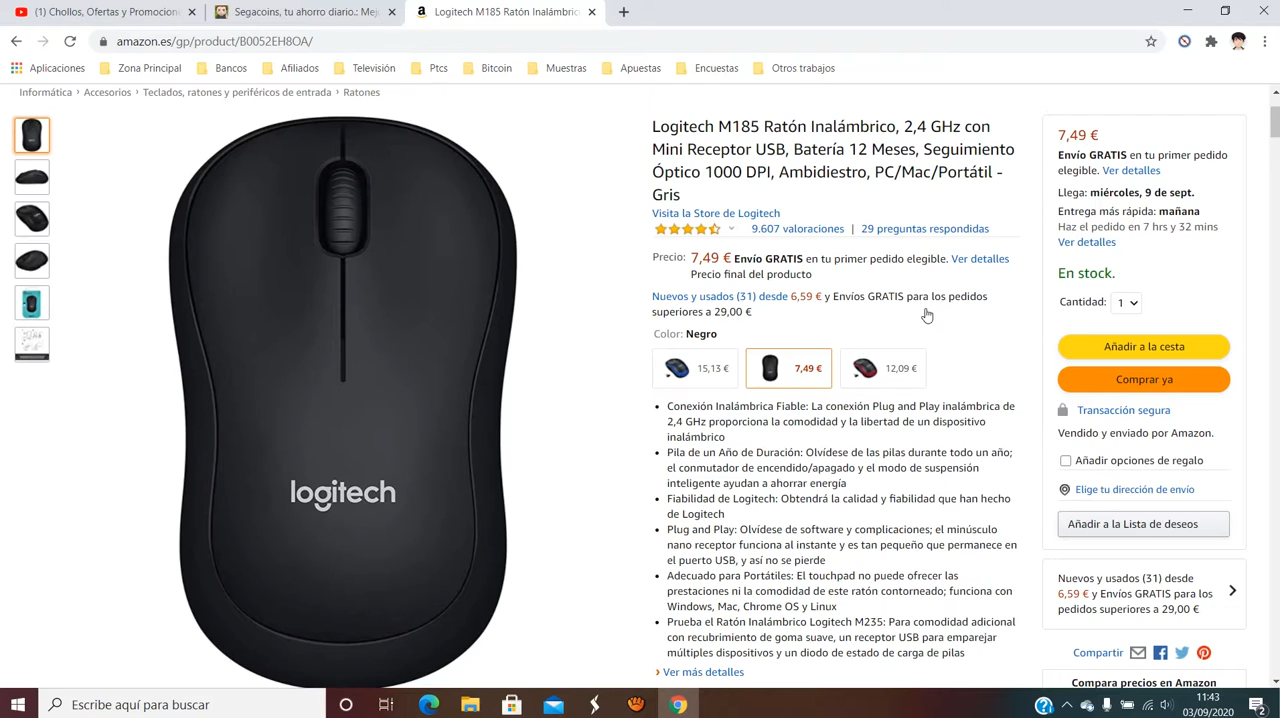 (1) Chollos, Ofertas y Promocione
Segacoins, tu ahorro diario.: Mej
Logitech M185 Ratón Inalámbrico
amazon.es/gp/product/B0052EH8OA/
Aplicaciones
Zona Principal
Bancos
Afiliados
Televisión
Ptcs
Bitcoin
Muestras
Apuestas
Encuestas
Otros trabajos
Informática › Accesorios › Teclados, ratones y periféricos de entrada › Ratones
logitech
Logitech M185 Ratón Inalámbrico, 2,4 GHz con
Mini Receptor USB, Batería 12 Meses, Seguimiento
Óptico 1000 DPI, Ambidiestro, PC/Mac/Portátil -
Gris
Visita la Store de Logitech
9.607 valoraciones | 29 preguntas respondidas
Precio: 7,49 € Envío GRATIS en tu primer pedido elegible. Ver detalles
Precio final del producto
Nuevos y usados (31) desde 6,59 € y Envíos GRATIS para los pedidos
superiores a 29,00 €
Color: Negro
15,13 €
7,49 €
12,09 €
• Conexión Inalámbrica Fiable: La conexión Plug and Play inalámbrica de
2,4 GHz proporciona la comodidad y la libertad de un dispositivo
inalámbrico
• Pila de un Año de Duración: Olvídese de las pilas durante todo un año;
el conmutador de encendido/apagado y el modo de suspensión
inteligente ayudan a ahorrar energía
• Fiabilidad de Logitech: Obtendrá la calidad y fiabilidad que han hecho
de Logitech
• Plug and Play: Olvídese de software y complicaciones; el minúsculo
nano receptor funciona al instante y es tan pequeño que permanece en
el puerto USB, y así no se pierde
• Adecuado para Portátiles: El touchpad no puede ofrecer las
prestaciones ni la comodidad de este ratón contorneado; funciona con
Windows, Mac, Chrome OS y Linux
• Prueba el Ratón Inalámbrico Logitech M235: Para comodidad adicional
con recubrimiento de goma suave, un receptor USB para emparejar
múltiples dispositivos y un diodo de estado de carga de pilas
› Ver más detalles
7,49 €
Envío GRATIS en tu primer pedido
elegible. Ver detalles
Llega: miércoles, 9 de sept.
Entrega más rápida: mañana
Haz el pedido en 7 hrs y 32 mins
Ver detalles
En stock.
Cantidad: 1
Añadir a la cesta
Comprar ya
Transacción segura
Vendido y enviado por Amazon.
Añadir opciones de regalo
Elige tu dirección de envío
Añadir a la Lista de deseos
Nuevos y usados (31) desde
6,59 € y Envíos GRATIS para los
pedidos superiores a 29,00 €
Compartir
Compara precios en Amazon
Escribe aquí para buscar
11:43
03/09/2020
2